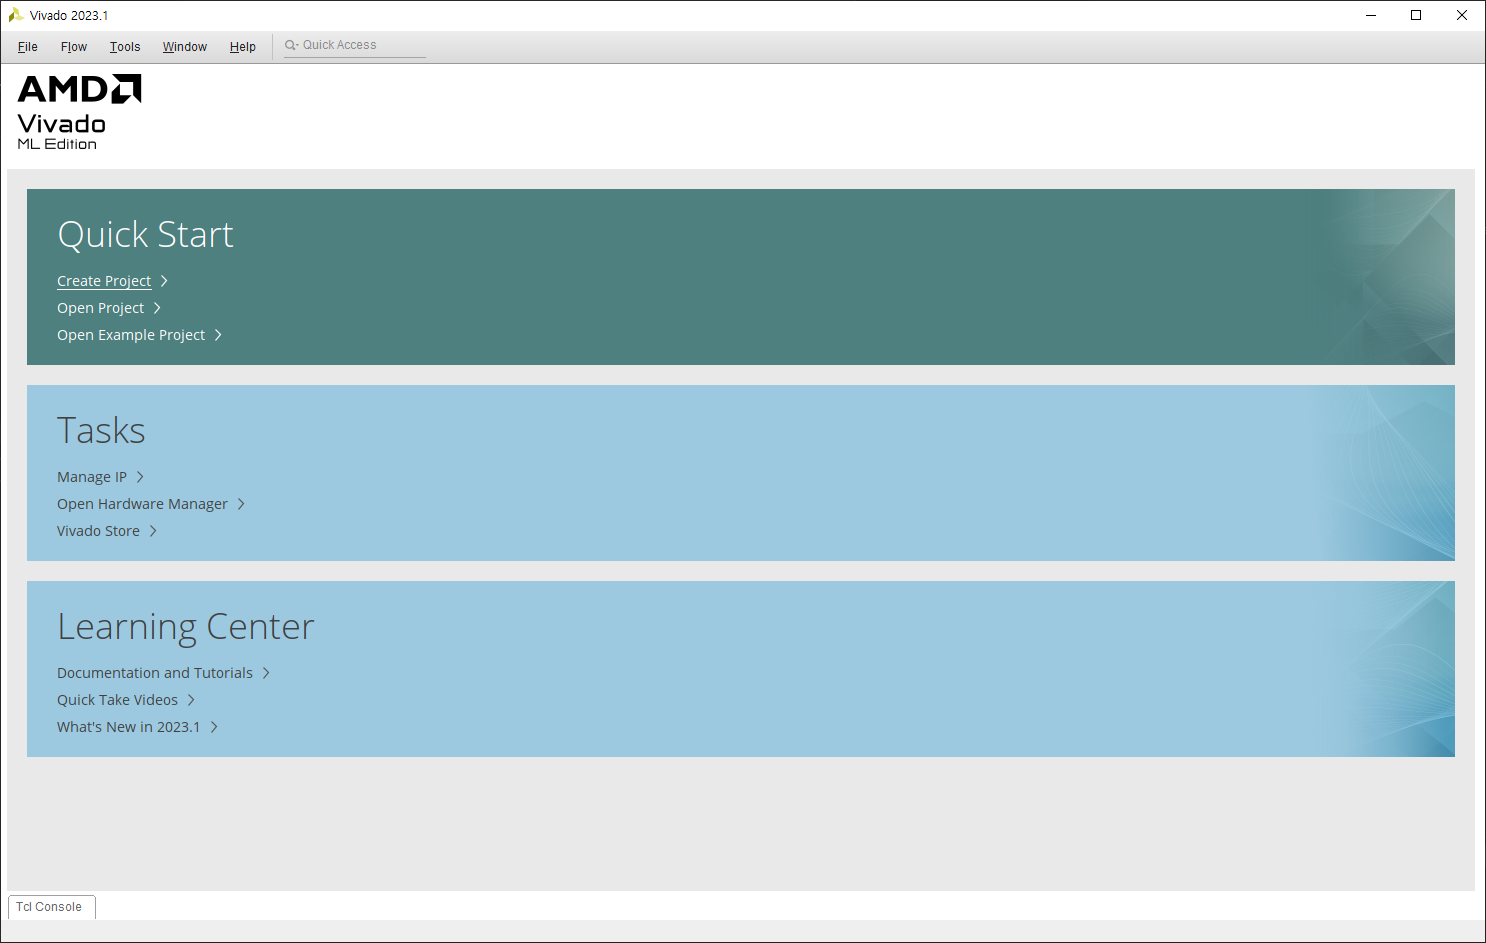 Vivado 2023.1
File Flow Tools Window Help Quick Access
AMD
Vivado
ML Edition
Quick Start
Create Project
Open Project
Open Example Project
Tasks
Manage IP
Open Hardware Manager
Vivado Store
Learning Center
Documentation and Tutorials
Quick Take Videos
What's New in 2023.1
Tcl Console